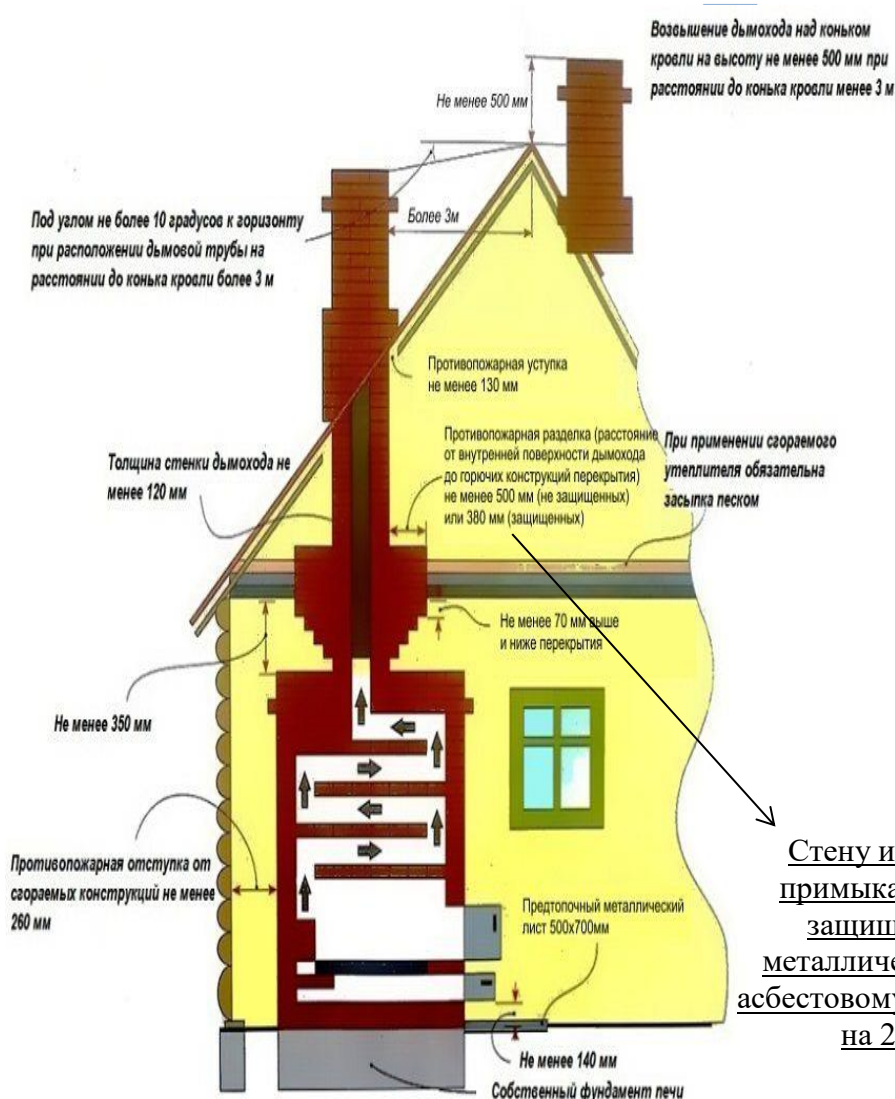 Возвышение дымохода над коньком
кровли на высоту не менее 500 мм при
расстоянии до конька кровли менее 3 м
Не менее 500 мм
Под углом не более 10 градусов к горизонту
при расположении дымовой трубы на
расстоянии до конька кровли более 3 м
Более 3м
Противопожарная уступка
не менее 130 мм
Противопожарная разделка (расстояние
от внутренней поверхности дымохода
до горючих конструкций перекрытия)
не менее 500 мм (не защищенных)
или 380 мм (защищенных)
При применении сгораемого
утеплителя обязательна
засыпка песком
Толщина стенки дымохода не
менее 120 мм
Не менее 70 мм выше
и ниже перекрытия
Не менее 350 мм
Противопожарная отступка от
сгораемых конструкций не менее
260 мм
Предтопочный металлический
лист 500х700мм
Стену и
примыка
защищ
металличе
асбестовому
на 2
Не менее 140 мм
Собственный фундамент печи